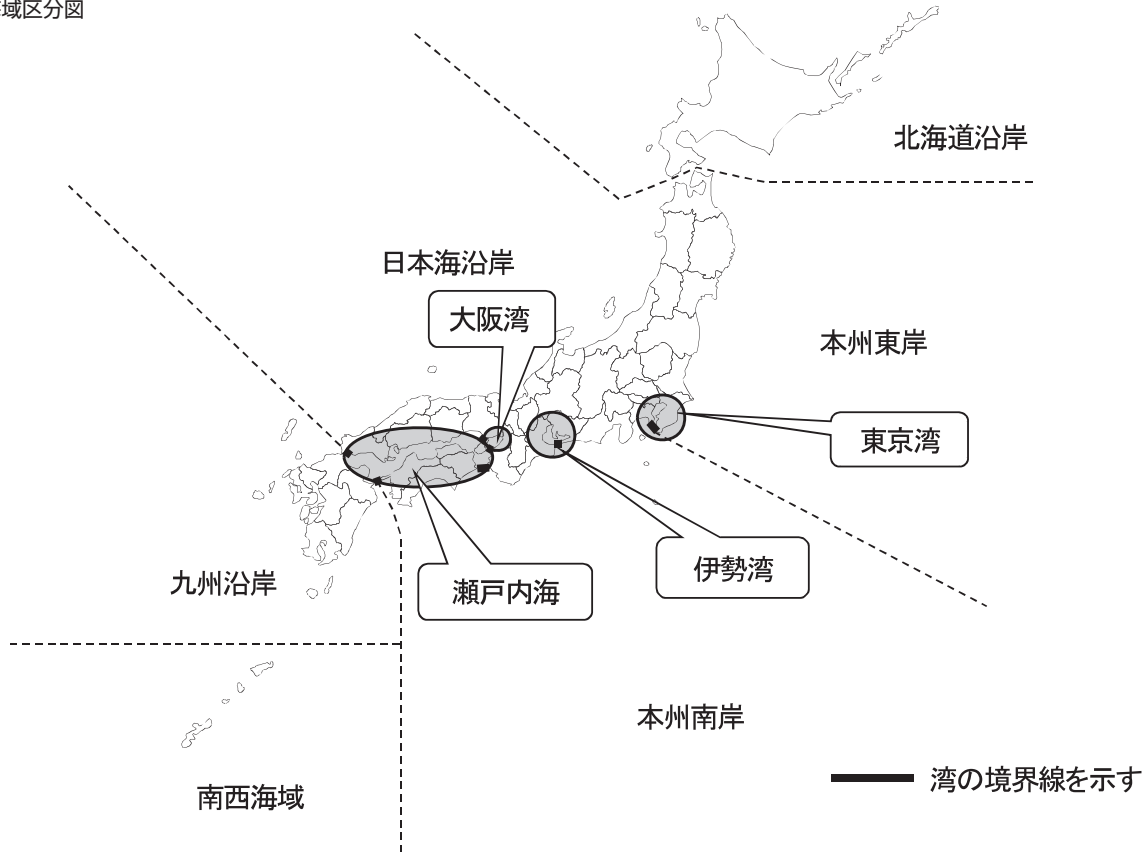 域区分図
北海道沿岸
日本海沿岸
大阪湾
本州東岸
東京湾
伊勢湾
九州沿岸
瀬戸内海
本州南岸
湾の境界線を示す
南西海域